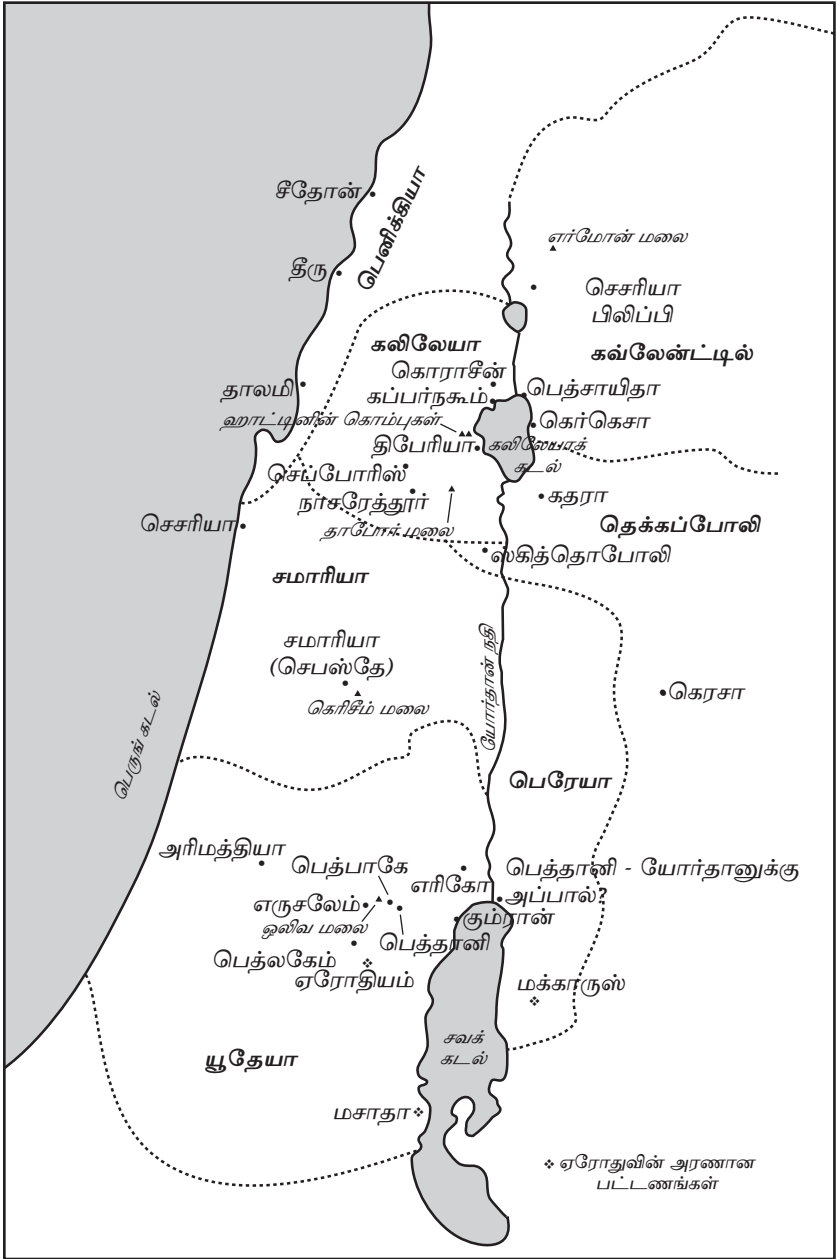 சீதோன்
பெனிக்கியா
எர்மோன் மலை
தீரு
செசரியா
பிலிப்பி
கலிலேயா
கவ்லேன்ட்டில்
கொராசீன்
தாலமி
கப்பர்நகூம்
பெத்சாயிதா
ஹாட்டினின் கொம்புகள்
கெர்கெசா
திபேரியா
கலிலேயாக்
கடல்
செப்போரிஸ்
நாசரேத்தூர்
கதரா
செசரியா
தாபோர் மலை
தெக்கப்போலி
ஸ்கித்தொபோலி
சமாரியா
சமாரியா
(செபஸ்தே)
யோர்தான் நதி
கெரசா
கெரிசீம் மலை
பெருங் கடல்
பெரேயா
அரிமத்தியா
பெத்பாகே
எரிகோ
பெத்தானி - யோர்தானுக்கு
அப்பால்?
எருசலேம்
ஒலிவ மலை
கும்ரான்
பெத்தானி
பெத்லகேம்
ஏரோதியம்
மக்காருஸ்
சவக்
கடல்
யூதேயா
மசாதா
ஏரோதுவின் அரணான
பட்டணங்கள்